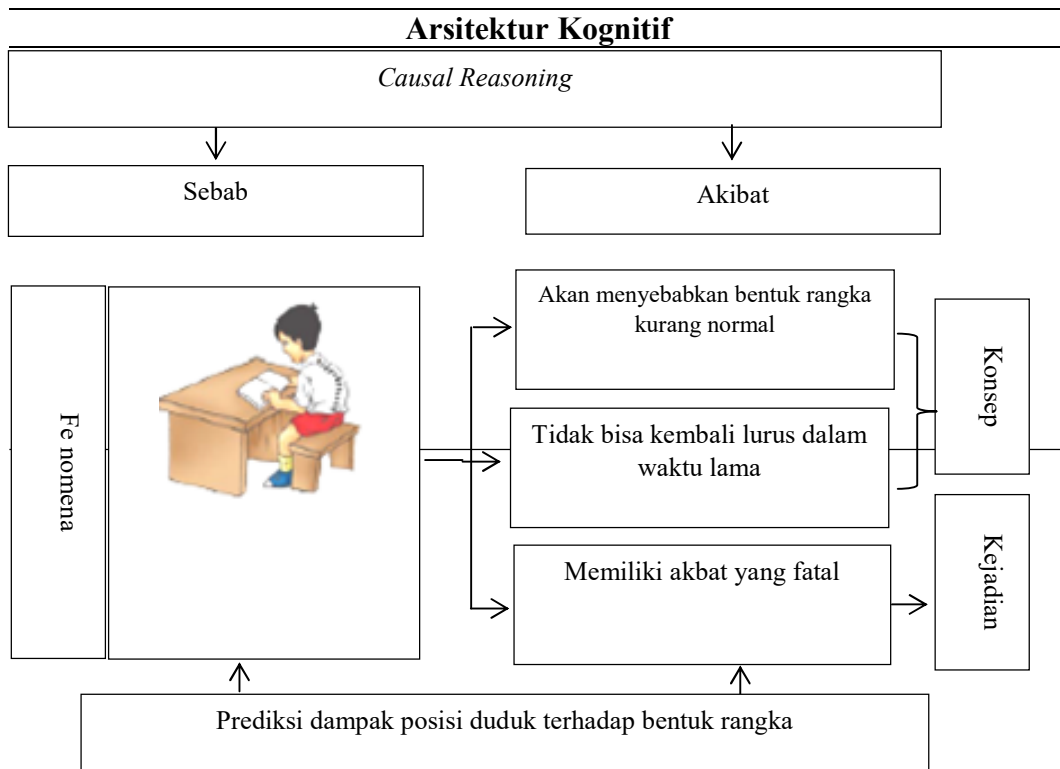 Arsitektur Kognitif
Causal Reasoning
Sebab
Akibat
Fe nomena
Akan menyebabkan bentuk rangka
kurang normal
Tidak bisa kembali lurus dalam
waktu lama
Memiliki akbat yang fatal
Konsep
Kejadian
Prediksi dampak posisi duduk terhadap bentuk rangka